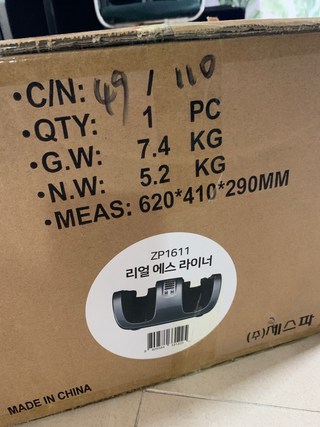 •C/N: 49 / 110
•QTY: 1 PC
•G.W: 7.4 KG
•N.W: 5.2 KG
•MEAS: 620*410*290MM
ZP1611
리얼 에스 라이너
(주)제스파
MADE IN CHINA